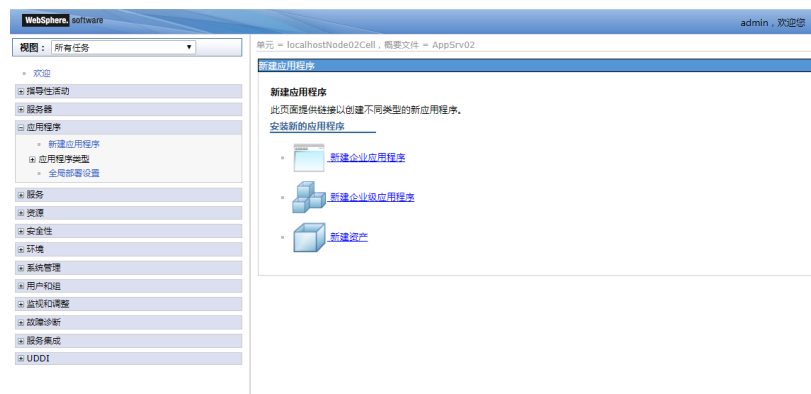 WebSphere. software
admin，欢迎您
视图： 所有任务
欢迎
指导性活动
服务器
应用程序
新建应用程序
应用程序类型
全局部署设置
服务
资源
安全性
环境
系统管理
用户和组
监视和调整
故障诊断
服务集成
UDDI
单元 = localhostNode02Cell，概要文件 = AppSrv02
新建应用程序
新建应用程序
此页面提供链接以创建不同类型的新应用程序。
安装新的应用程序
新建企业应用程序
新建企业级应用程序
新建资产